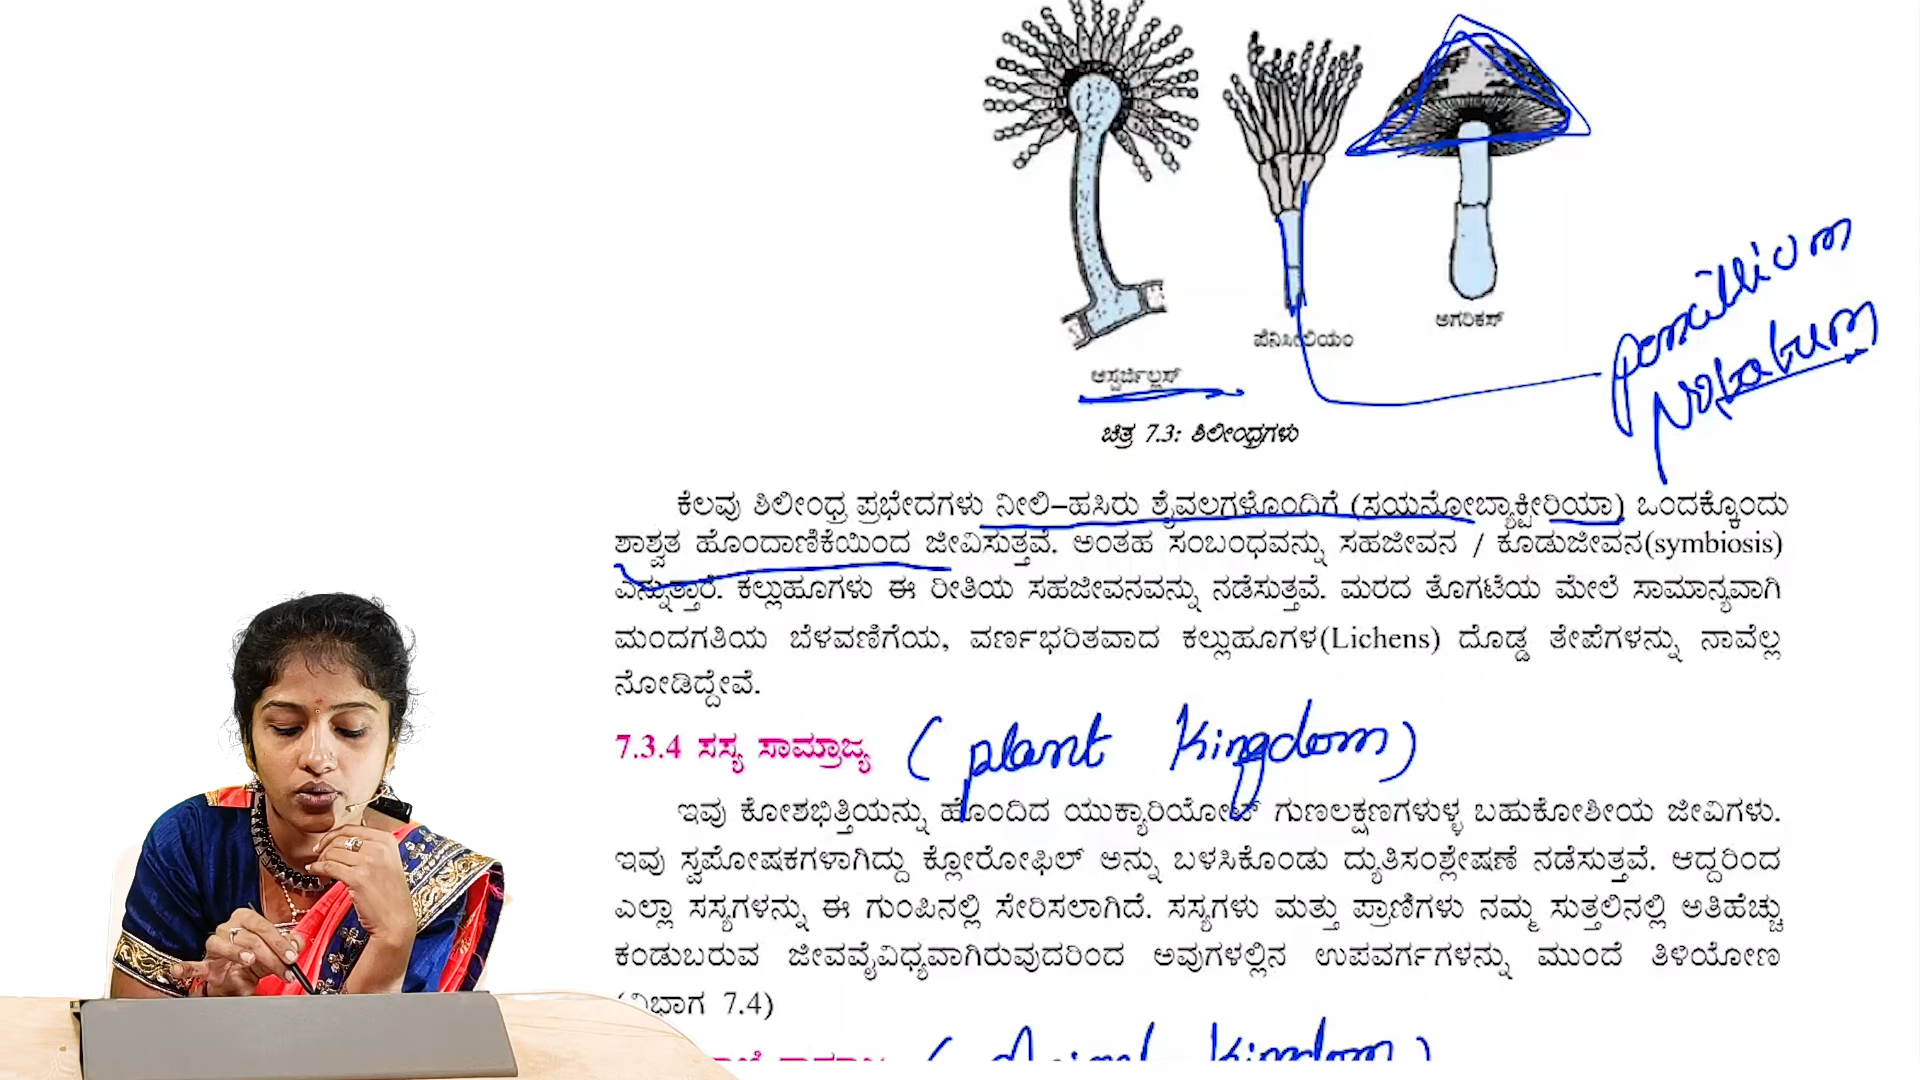 ಅಗರಿಕಸ್
ಪೆನಿಸೀಲಿಯಂ
ಆಸ್ಪರ್ಜಿಲ್ಲಸ್
penicillium
Notatum
ಚಿತ್ರ 7.3: ಶಿಲೀಂಧ್ರಗಳು
ಕೆಲವು ಶಿಲೀಂಧ್ರ ಪ್ರಭೇದಗಳು ನೀಲಿ–ಹಸಿರು ಶೈವಲಗಳೊಂದಿಗೆ (ಸಯನೋಬ್ಯಾಕ್ಟೀರಿಯಾ) ಒಂದಕ್ಕೊಂದು
ಶಾಶ್ವತ ಹೊಂದಾಣಿಕೆಯಿಂದ ಜೀವಿಸುತ್ತವೆ. ಅಂತಹ ಸಂಬಂಧವನ್ನು ಸಹಜೀವನ / ಕೂಡುಜೀವನ(symbiosis)
ಎನ್ನುತ್ತಾರೆ. ಕಲ್ಲುಹೂಗಳು ಈ ರೀತಿಯ ಸಹಜೀವನವನ್ನು ನಡೆಸುತ್ತವೆ. ಮರದ ತೊಗಟೆಯ ಮೇಲೆ ಸಾಮಾನ್ಯವಾಗಿ
ಮಂದಗತಿಯ ಬೆಳವಣಿಗೆಯ, ವರ್ಣಭರಿತವಾದ ಕಲ್ಲುಹೂಗಳ(Lichens) ದೊಡ್ಡ ತೇಪೆಗಳನ್ನು ನಾವೆಲ್ಲ
ನೋಡಿದ್ದೇವೆ.
7.3.4 ಸಸ್ಯ ಸಾಮ್ರಾಜ್ಯ (plant Kingdom)
ಇವು ಕೋಶಭಿತ್ತಿಯನ್ನು ಹೊಂದಿದ ಯುಕ್ಯಾರಿಯೋಟ್ ಗುಣಲಕ್ಷಣಗಳುಳ್ಳ ಬಹುಕೋಶೀಯ ಜೀವಿಗಳು.
ಇವು ಸ್ವಪೋಷಕಗಳಾಗಿದ್ದು ಕ್ಲೋರೋಫಿಲ್ ಅನ್ನು ಬಳಸಿಕೊಂಡು ದ್ಯುತಿಸಂಶ್ಲೇಷಣೆ ನಡೆಸುತ್ತವೆ. ಆದ್ದರಿಂದ
ಎಲ್ಲಾ ಸಸ್ಯಗಳನ್ನು ಈ ಗುಂಪಿನಲ್ಲಿ ಸೇರಿಸಲಾಗಿದೆ. ಸಸ್ಯಗಳು ಮತ್ತು ಪ್ರಾಣಿಗಳು ನಮ್ಮ ಸುತ್ತಲಿನಲ್ಲಿ ಅತಿಹೆಚ್ಚು
ಕಂಡುಬರುವ ಜೀವವೈವಿಧ್ಯವಾಗಿರುವುದರಿಂದ ಅವುಗಳಲ್ಲಿನ ಉಪವರ್ಗಗಳನ್ನು ಮುಂದೆ ತಿಳಿಯೋಣ
(ವಿಭಾಗ 7.4)